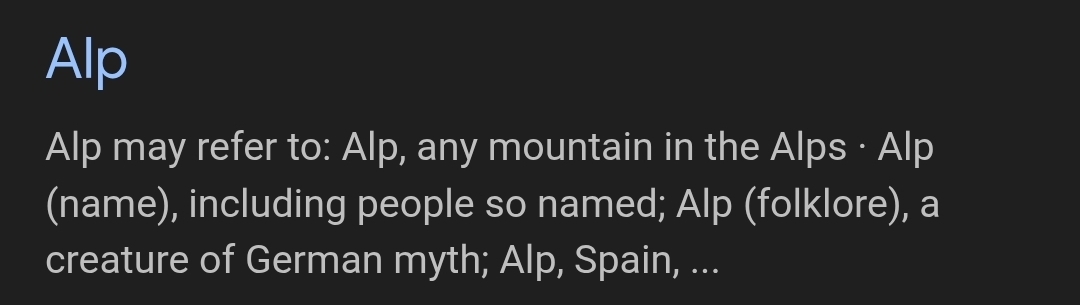 Alp
Alp may refer to: Alp, any mountain in the Alps · Alp
(name), including people so named; Alp (folklore), a
creature of German myth; Alp, Spain, ...